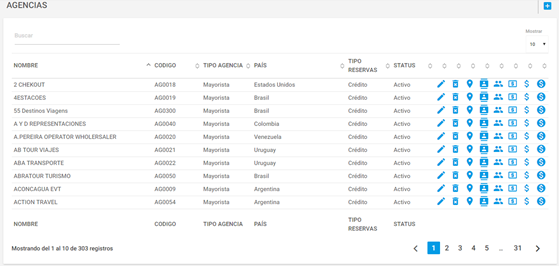 AGENCIAS
Buscar
Mostrar
10
NOMBRE CODIGO TIPO AGENCIA PAÍS TIPO RESERVAS STATUS
2 CHEKOUT AG0018 Mayorista Estados Unidos Crédito Activo
4ESTACOES AG0019 Mayorista Brasil Crédito Activo
55 Destinos Viagens AG0300 Mayorista Brasil Crédito Activo
A Y D REPRESENTACIONES AG0040 Mayorista Colombia Crédito Activo
A.PEREIRA OPERATOR WHOLERSALER AG0020 Mayorista Venezuela Crédito Activo
AB TOUR VIAJES AG0021 Mayorista Uruguay Crédito Activo
ABA TRANSPORTE AG0022 Mayorista Uruguay Crédito Activo
ABRATOUR TURISMO AG0050 Mayorista Brasil Crédito Activo
ACONCAGUA EVT AG0009 Mayorista Argentina Crédito Activo
ACTION TRAVEL AG0054 Mayorista Argentina Crédito Activo
NOMBRE CODIGO TIPO AGENCIA PAÍS TIPO RESERVAS STATUS
Mostrando del 1 al 10 de 303 registros
1 2 3 4 5 ... 31